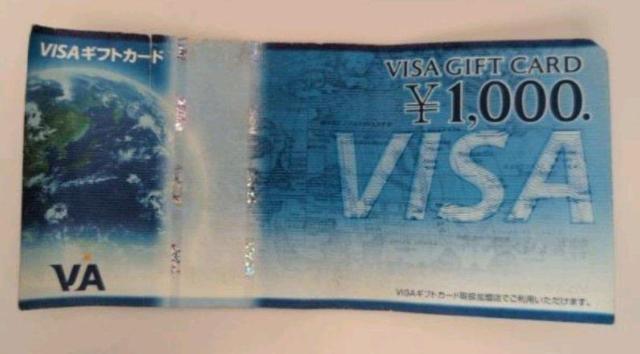 VISAギフトカード
VISA GIFT CARD
¥1,000.
VISA
VJA
VISAギフトカード取扱加盟店でご利用いただけます。